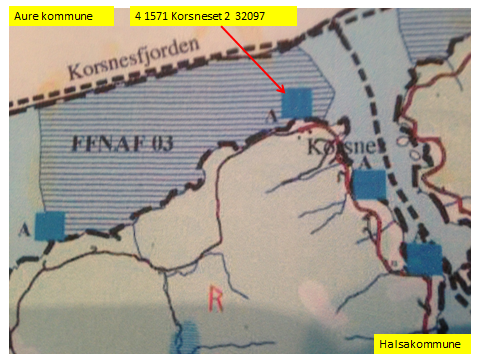 Aure kommune
4 1571 Korsneset 2 32097
Korsnesfjorden
A
FFNAF 03
Korsnes
A
A
A
R
Halsakommune